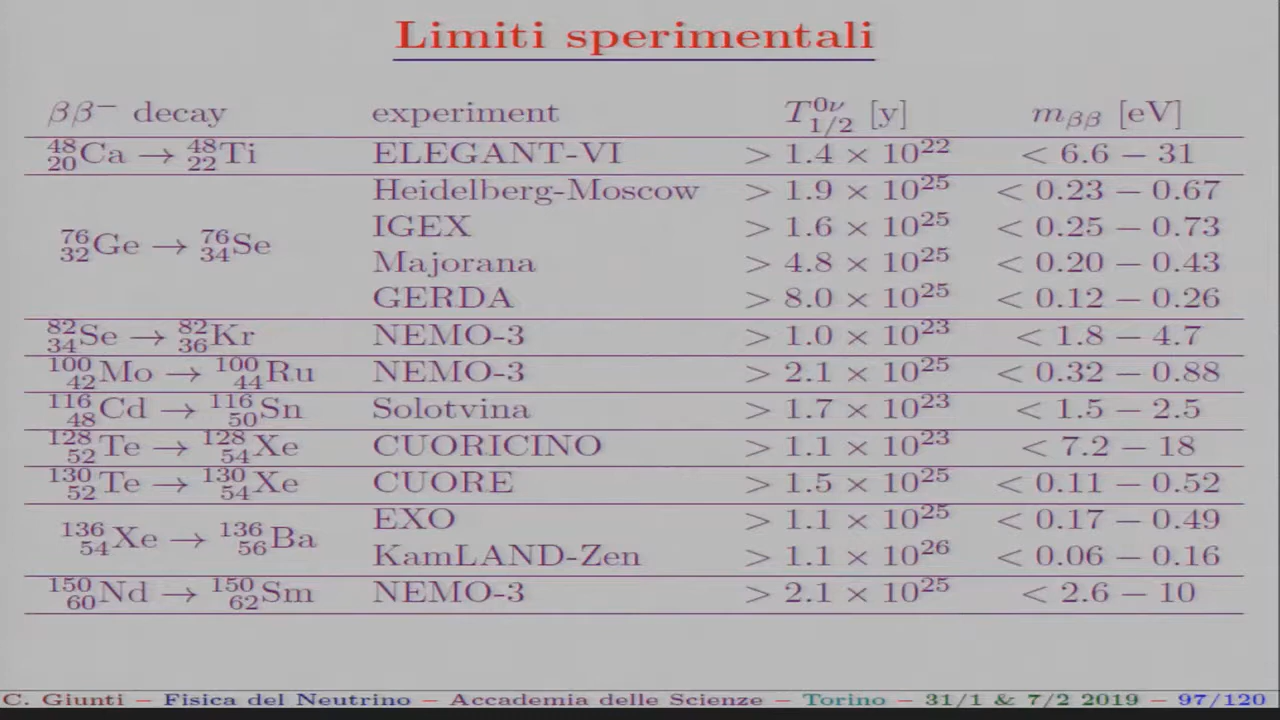 Limiti sperimentali
ββ⁻ decay experiment T₁/₂⁰ᵛ [y] m_ββ [eV]
⁴⁸₂₀Ca → ⁴⁸₂₂Ti ELEGANT-VI > 1.4 × 10²² < 6.6 – 31
Heidelberg-Moscow > 1.9 × 10²⁵ < 0.23 – 0.67
IGEX > 1.6 × 10²⁵ < 0.25 – 0.73
⁷⁶₃₂Ge → ⁷⁶₃₄Se
Majorana > 4.8 × 10²⁵ < 0.20 – 0.43
GERDA > 8.0 × 10²⁵ < 0.12 – 0.26
⁸²₃₄Se → ⁸²₃₆Kr NEMO-3 > 1.0 × 10²³ < 1.8 – 4.7
¹⁰⁰₄₂Mo → ¹⁰⁰₄₄Ru NEMO-3 > 2.1 × 10²⁵ < 0.32 – 0.88
¹¹⁶₄₈Cd → ¹¹⁶₅₀Sn Solotvina > 1.7 × 10²³ < 1.5 – 2.5
¹²⁸₅₂Te → ¹²⁸₅₄Xe CUORICINO > 1.1 × 10²³ < 7.2 – 18
¹³⁰₅₂Te → ¹³⁰₅₄Xe CUORE > 1.5 × 10²⁵ < 0.11 – 0.52
EXO > 1.1 × 10²⁵ < 0.17 – 0.49
¹³⁶₅₄Xe → ¹³⁶₅₆Ba
KamLAND-Zen > 1.1 × 10²⁶ < 0.06 – 0.16
¹⁵⁰₆₀Nd → ¹⁵⁰₆₂Sm NEMO-3 > 2.1 × 10²⁵ < 2.6 – 10
C. Giunti – Fisica del Neutrino – Accademia delle Scienze – Torino – 31/1 & 7/2 2019 – 97/120